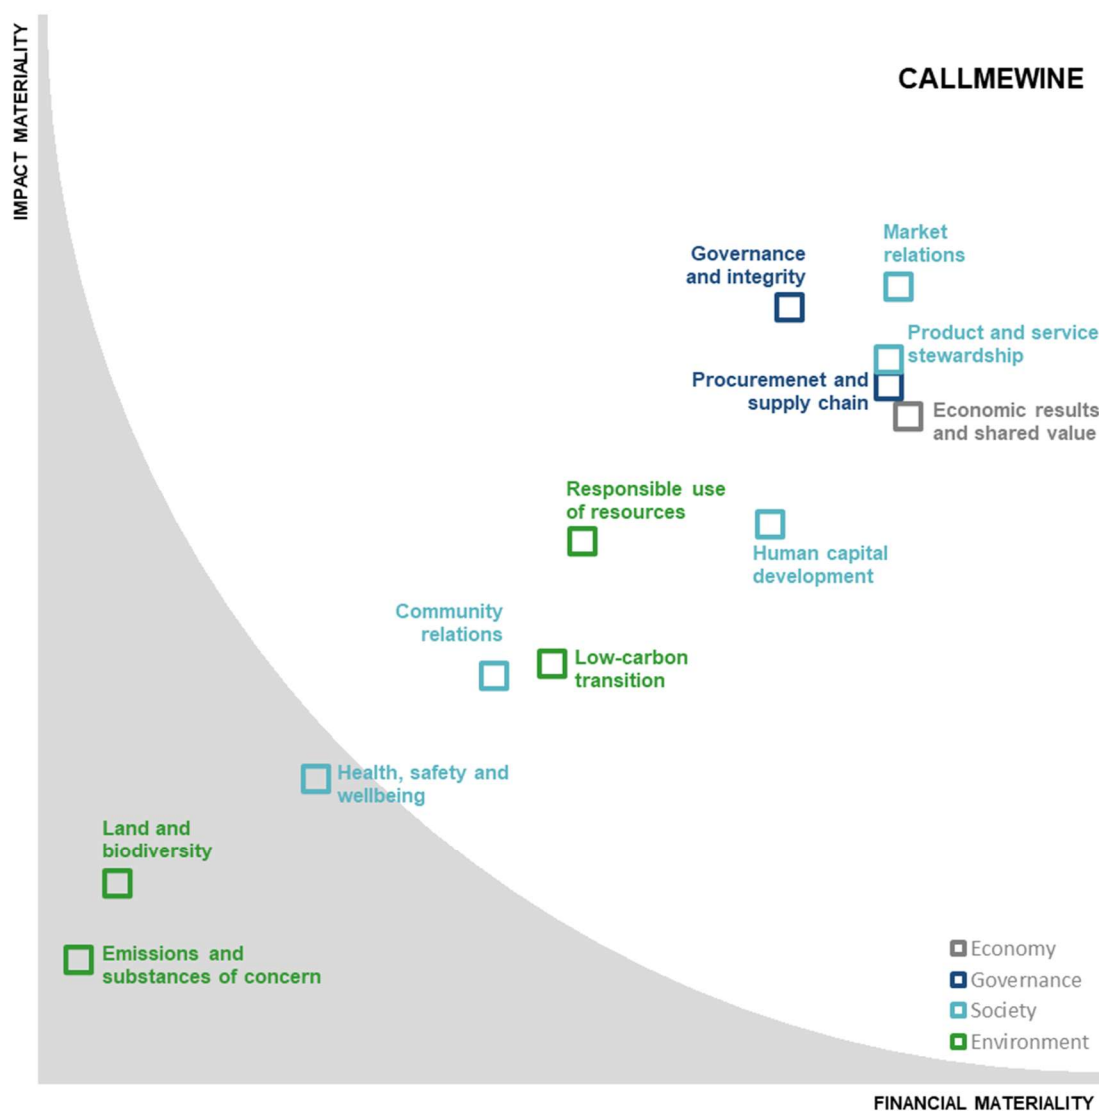 IMPACT MATERIALITY
CALLMEWINE
Market
relations
Governance
and integrity
Product and service
stewardship
Procuremenet and
supply chain
Economic results
and shared value
Responsible use
of resources
Human capital
development
Community
relations
Low-carbon
transition
Health, safety and
wellbeing
Land and
biodiversity
Emissions and
substances of concern
Economy
Governance
Society
Environment
FINANCIAL MATERIALITY